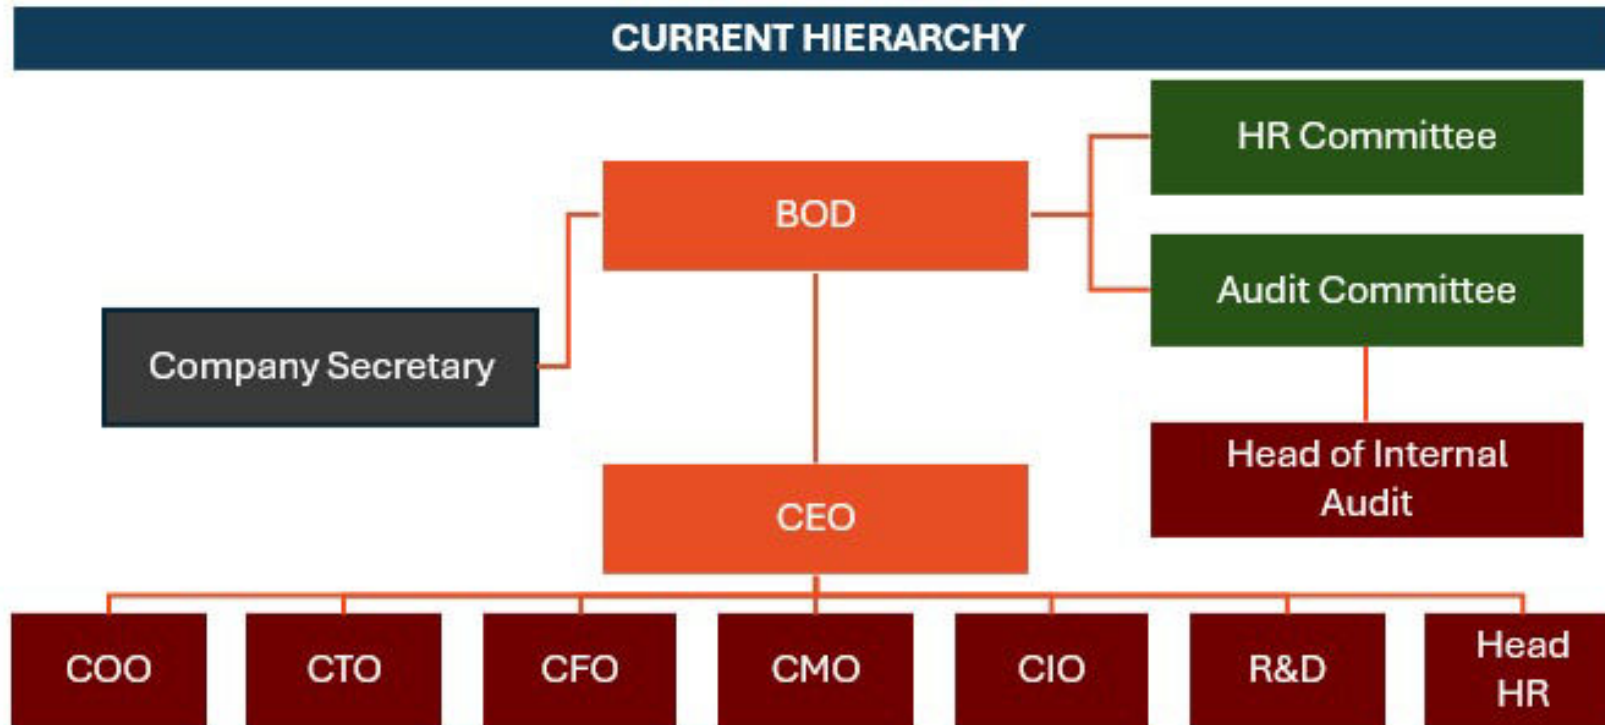 CURRENT HIERARCHY
HR Committee
BOD
Audit Committee
Company Secretary
Head of Internal
Audit
CEO
COO
CTO
CFO
CMO
CIO
R&D
Head
HR